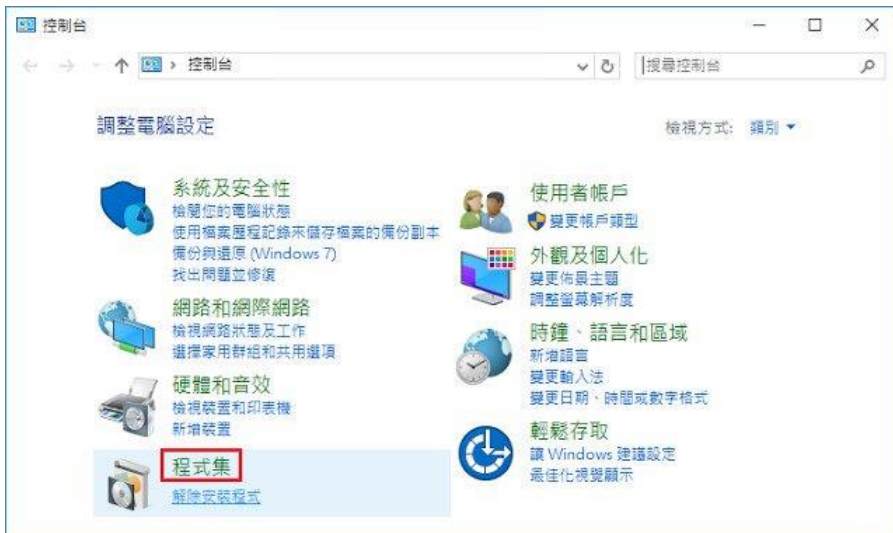 控制台
控制台
搜尋控制台
調整電腦設定
檢視方式: 類別
系統及安全性
檢閱您的電腦狀態
使用檔案歷程記錄來儲存檔案的備份副本
備份與還原 (Windows 7)
找出問題並修復
網路和網際網路
檢視網路狀態及工作
選擇家用群組和共用選項
硬體和音效
檢視裝置和印表機
新增裝置
程式集
解除安裝程式
使用者帳戶
變更帳戶類型
外觀及個人化
變更佈景主題
調整螢幕解析度
時鐘、語言和區域
新增語言
變更輸入法
變更日期、時間或數字格式
輕鬆存取
讓 Windows 建議設定
最佳化視覺顯示